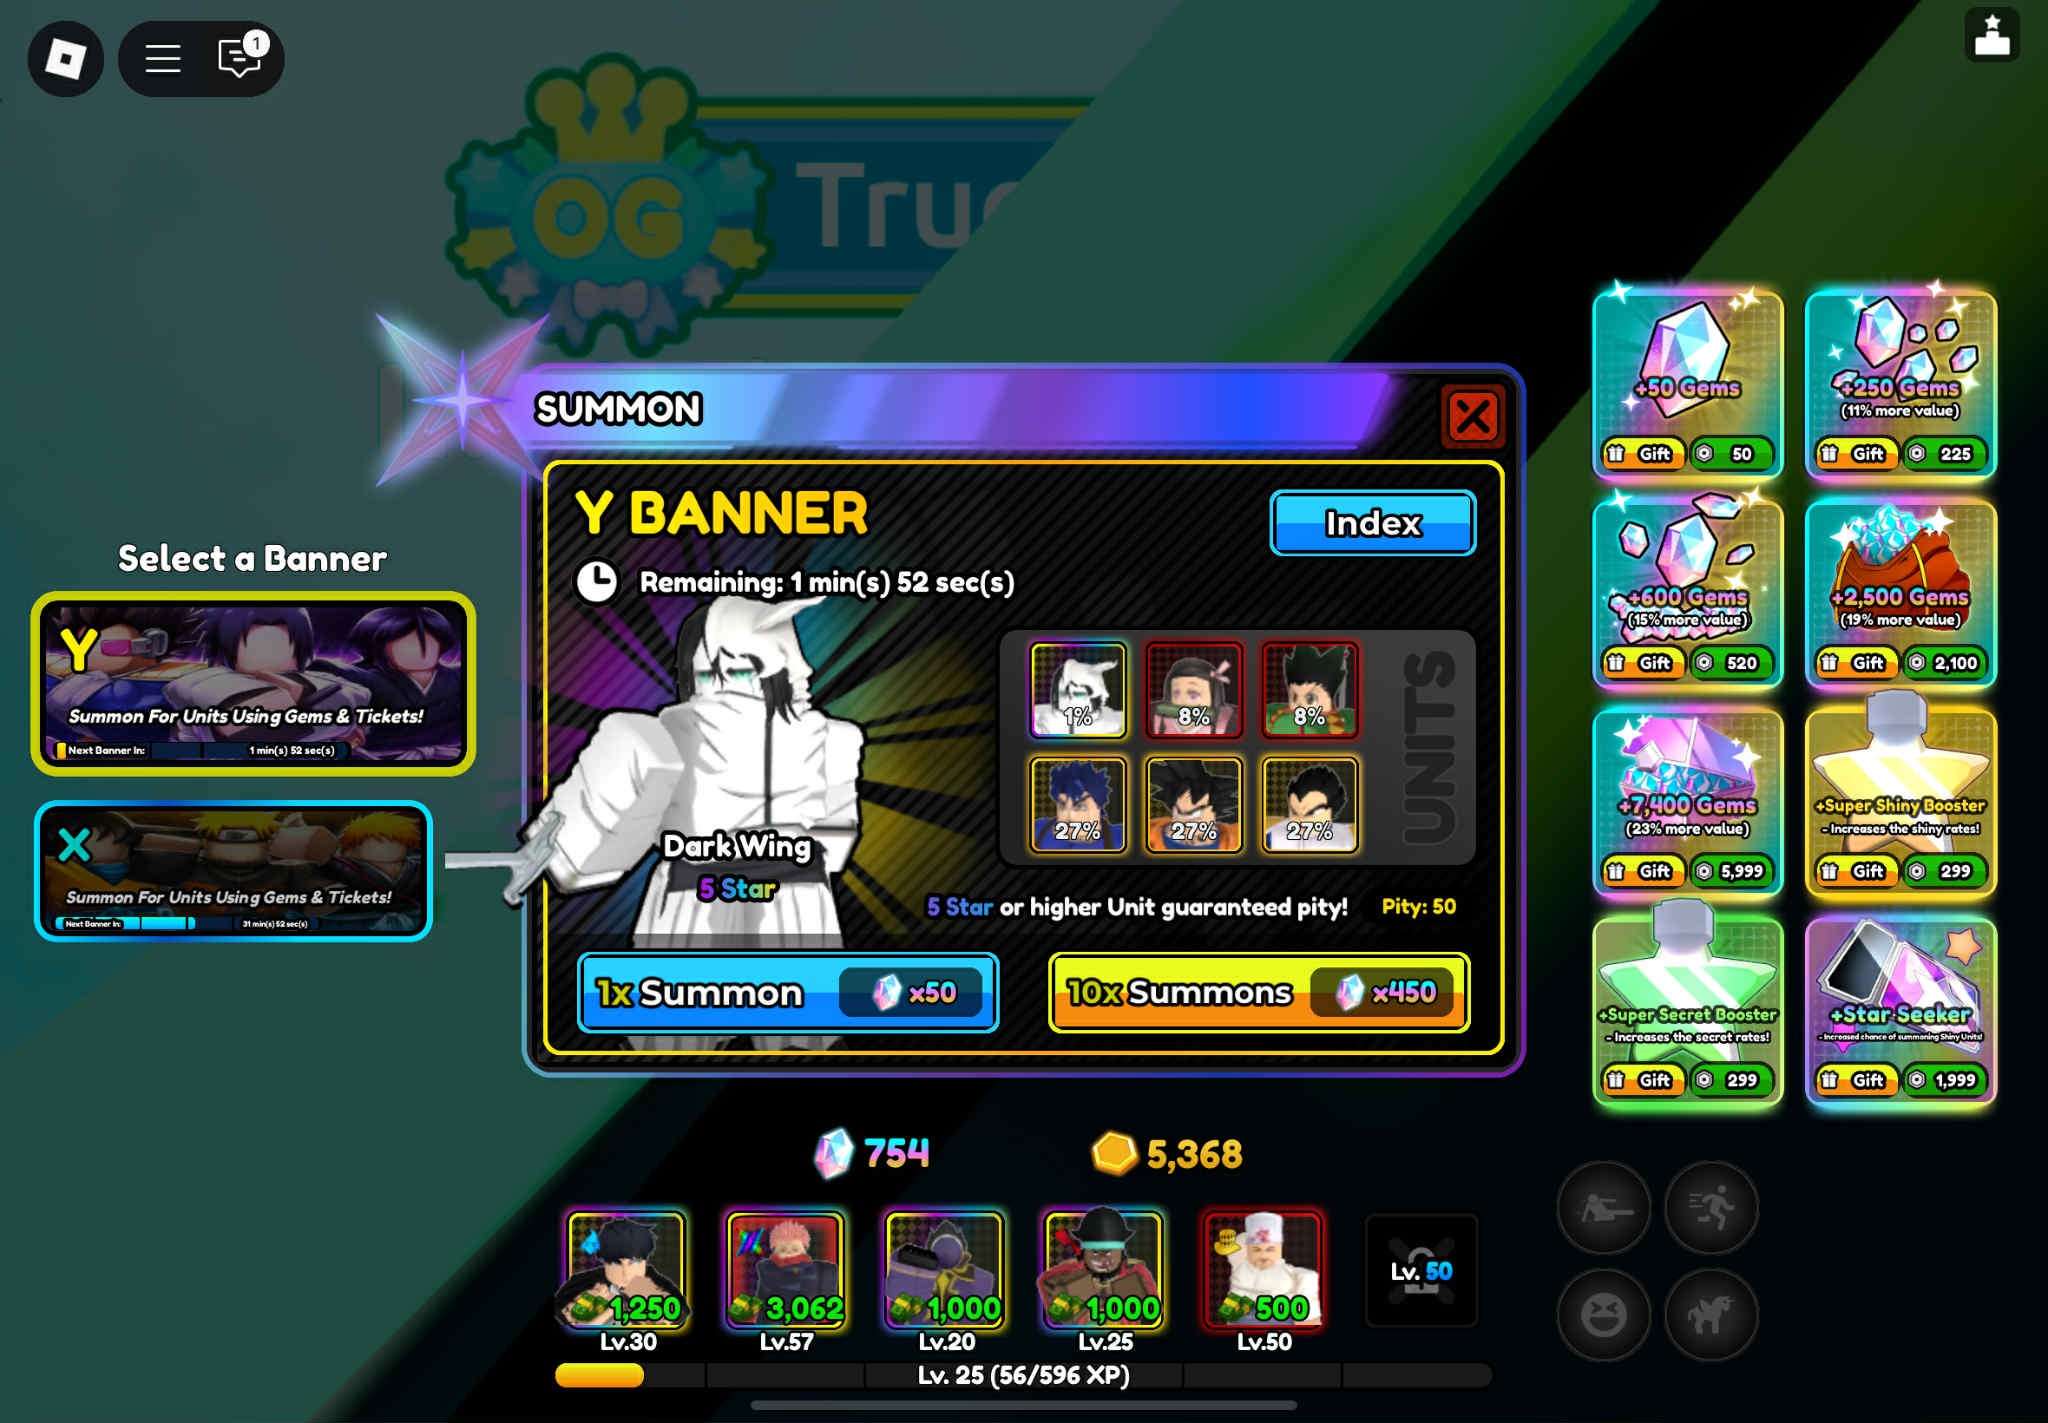 1
OG Tru
SUMMON
Y BANNER
Index
Remaining: 1 min(s) 52 sec(s)
Select a Banner
Y
Summon For Units Using Gems & Tickets!
Next Banner In: 1 min(s) 52 sec(s)
X
Summon For Units Using Gems & Tickets!
Next Banner In: 31 min(s) 52 sec(s)
1%
8%
8%
27%
27%
27%
UNITS
Dark Wing
5 Star
5 Star or higher Unit guaranteed pity! Pity: 50
1x Summon x50
10x Summons x450
+50 Gems
Gift 50
+250 Gems
(11% more value)
Gift 225
+600 Gems
(15% more value)
Gift 520
+2,500 Gems
(19% more value)
Gift 2,100
+7,400 Gems
(23% more value)
Gift 5,999
+Super Shiny Booster
- Increases the shiny rates!
Gift 299
+Super Secret Booster
- Increases the secret rates!
Gift 299
+Star Seeker
- Increased chance of summoning Shiny Units!
Gift 1,999
754
5,368
1,250
Lv.30
3,062
Lv.57
1,000
Lv.20
1,000
Lv.25
500
Lv.50
Lv. 50
Lv. 25 (56/596 XP)